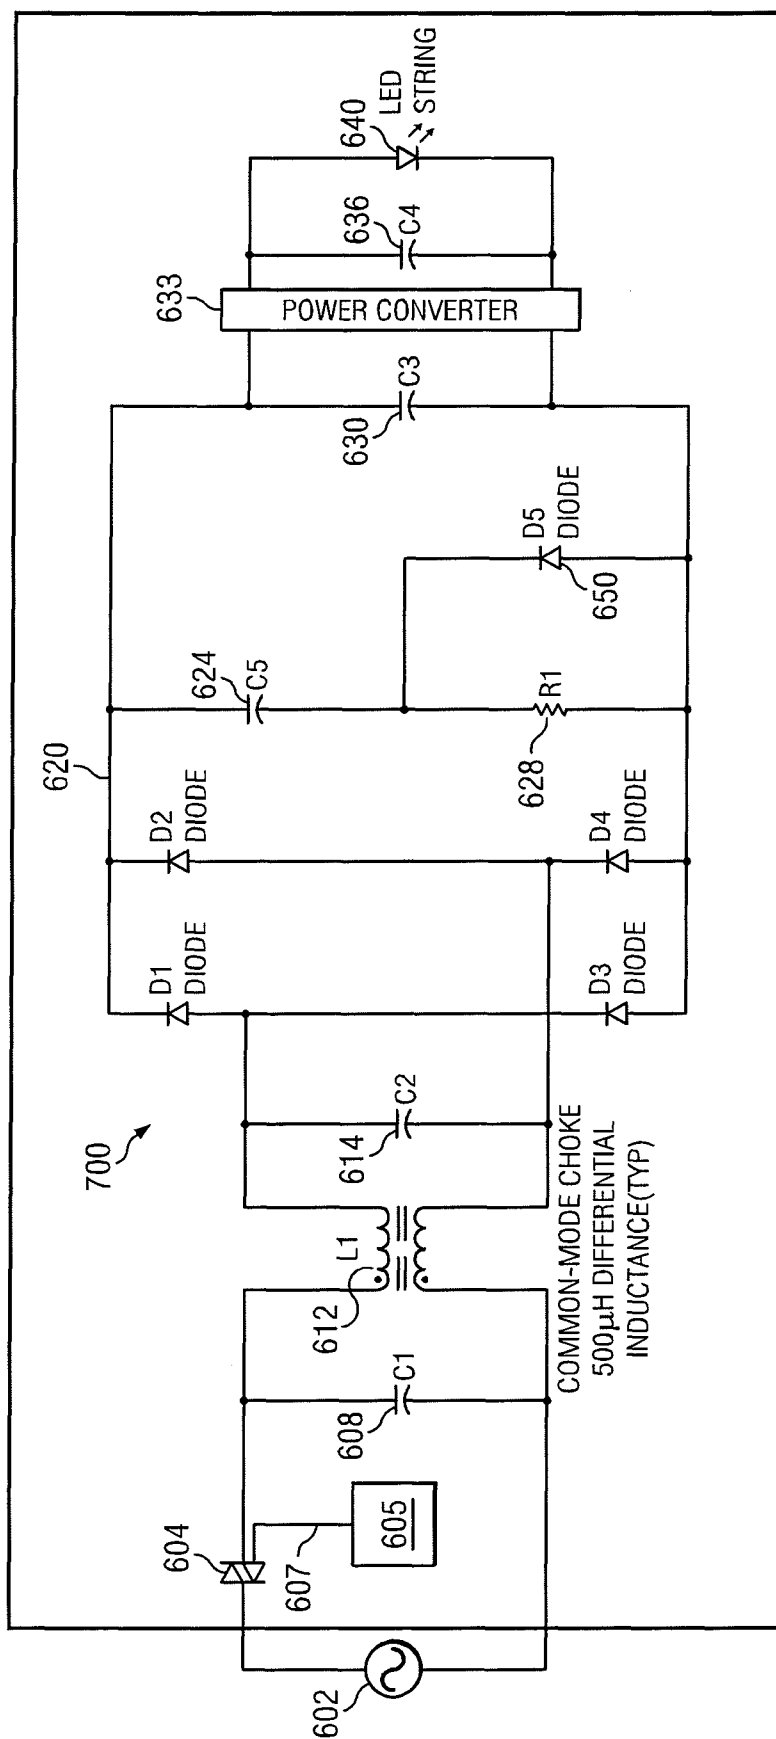 700
602
604
605
607
608
C1
612
L1
COMMON-MODE CHOKE
500µH DIFFERENTIAL
INDUCTANCE(TYP)
614
C2
D1
DIODE
D2
DIODE
D3
DIODE
D4
DIODE
620
624
C5
628
R1
D5
DIODE
650
630
C3
633
POWER CONVERTER
636
C4
640
LED
STRING